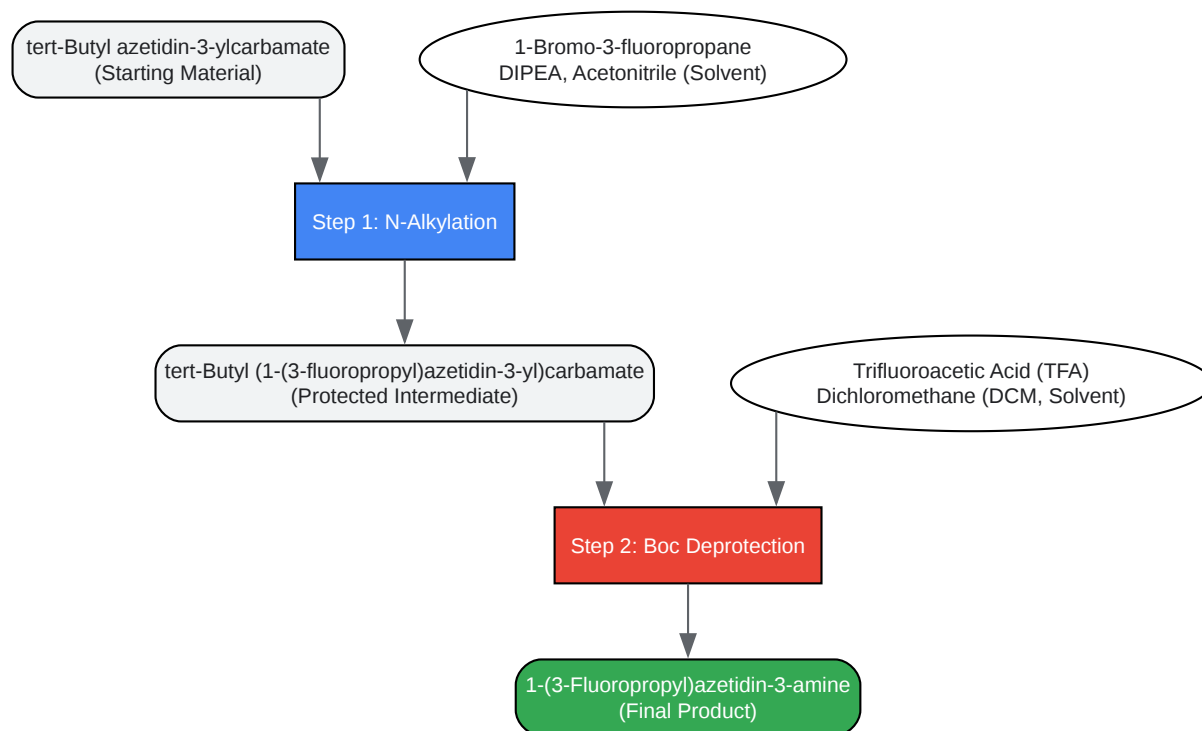 tert-Butyl azetidin-3-ylcarbamate
(Starting Material)
1-Bromo-3-fluoropropane
DIPEA, Acetonitrile (Solvent)
Step 1: N-Alkylation
tert-Butyl (1-(3-fluoropropyl)azetidin-3-yl)carbamate
(Protected Intermediate)
Trifluoroacetic Acid (TFA)
Dichloromethane (DCM, Solvent)
Step 2: Boc Deprotection
1-(3-Fluoropropyl)azetidin-3-amine
(Final Product)